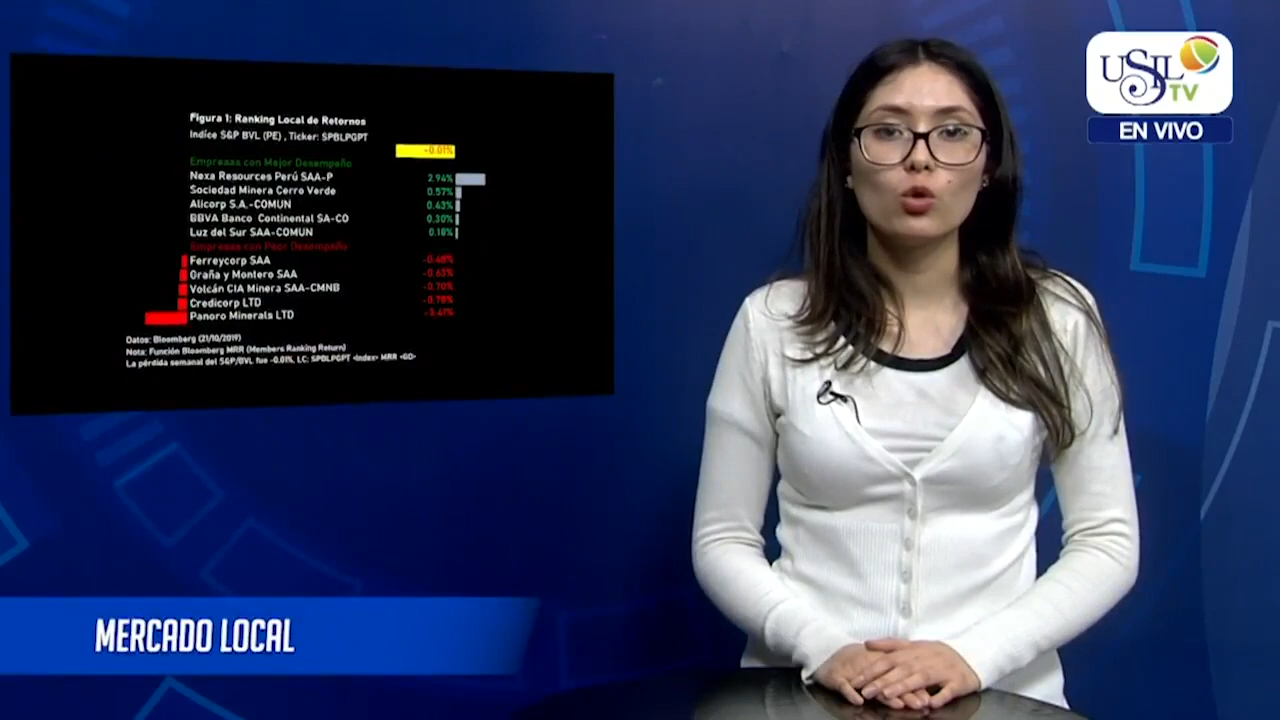 Figura 1: Ranking Local de Retornos
Indíce S&P BVL (PE) , Ticker: SPBLPGPT
-0.01%
Empresas con Mejor Desempeño
Nexa Resources Perú SAA-P 2.94%
Sociedad Minera Cerro Verde 0.57%
Alicorp S.A.-COMUN 0.43%
BBVA Banco Continental SA-CO 0.30%
Luz del Sur SAA-COMUN 0.18%
Empresas con Peor Desempeño
Ferreycorp SAA -0.48%
Graña y Montero SAA -0.63%
Volcán CIA Minera SAA-CMNB -0.70%
Credicorp LTD -0.78%
Panoro Minerals LTD -3.41%
Datos: Bloomberg (21/10/2019)
Nota: Función Bloomberg MRR (Members Ranking Return)
La pérdida semanal del S&P/BVL fue -0.01%, LC: SPBLPGPT <Index> MRR <GO>
USIL
TV
EN VIVO
MERCADO LOCAL